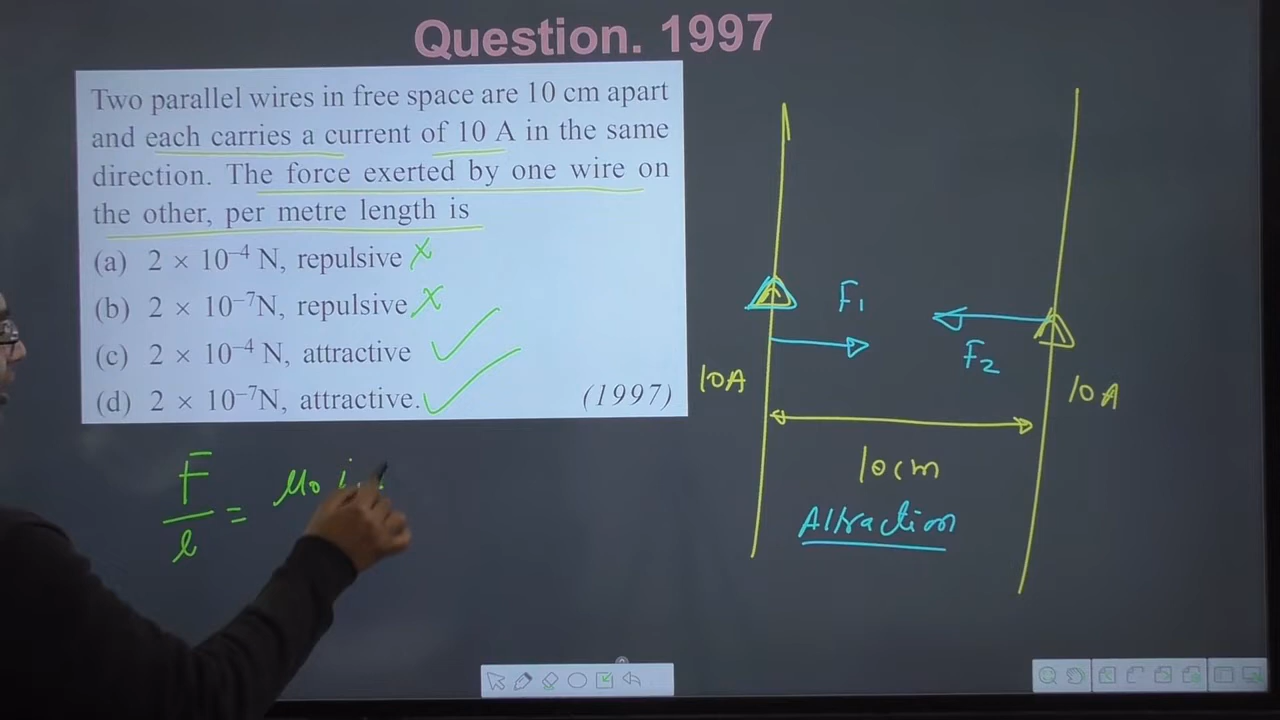 Question. 1997
Two parallel wires in free space are 10 cm apart
and each carries a current of 10 A in the same
direction. The force exerted by one wire on
the other, per metre length is
(a) 2 × 10⁻⁴ N, repulsive ×
(b) 2 × 10⁻⁷N, repulsive ×
(c) 2 × 10⁻⁴ N, attractive ✓
(d) 2 × 10⁻⁷N, attractive. ✓
(1997)
F/l = μ₀ i
F₁
F₂
10A
10A
10cm
Attraction